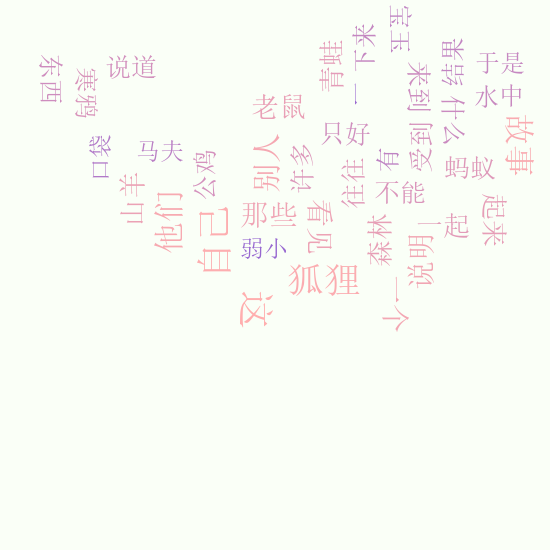 宝玉
一下来
青蛙
结果
于是
东西
寒鸦
说道
来到
什么
水中
老鼠
只好
受到
故事
口袋
马夫
公鸡
别人
许多
往往
有
蚂蚁
山羊
他们
自己
那些
看见
不能
森林
一起
起来
弱小
说明
狐狸
这
一个